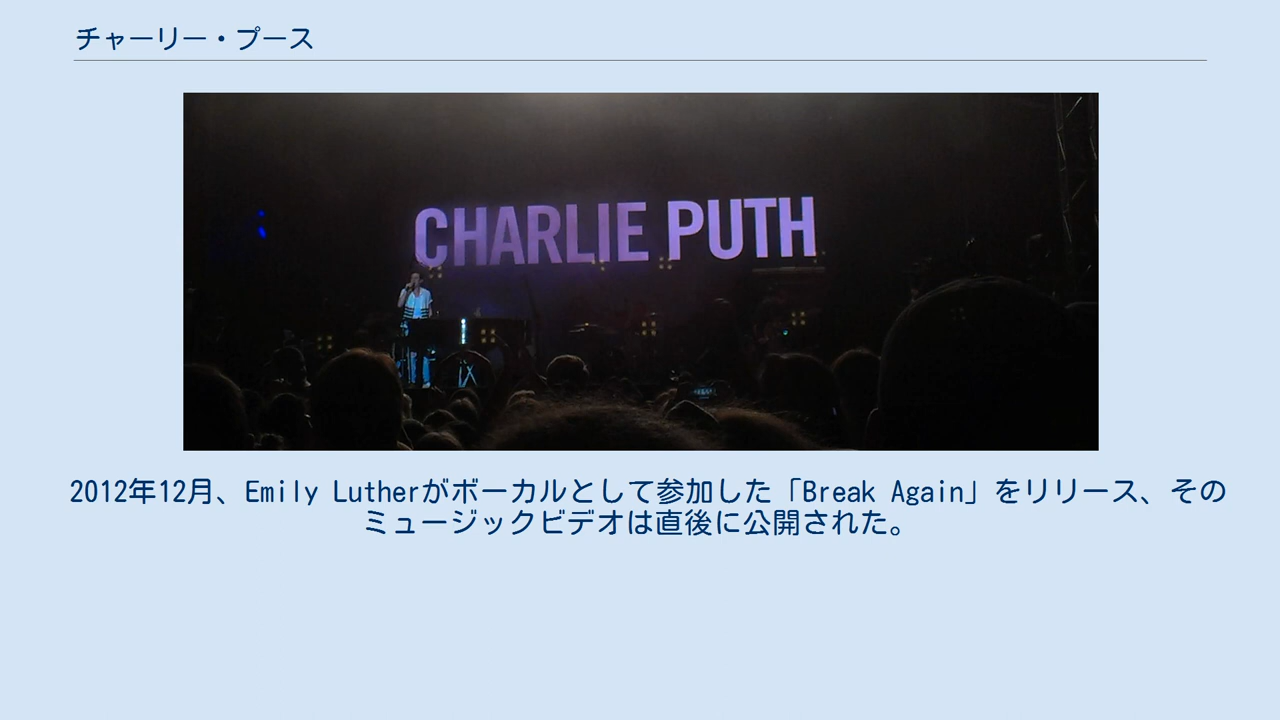 チャーリー・プース
CHARLIE PUTH
2012年12月、Emily Lutherがボーカルとして参加した「Break Again」をリリース、その
ミュージックビデオは直後に公開された。